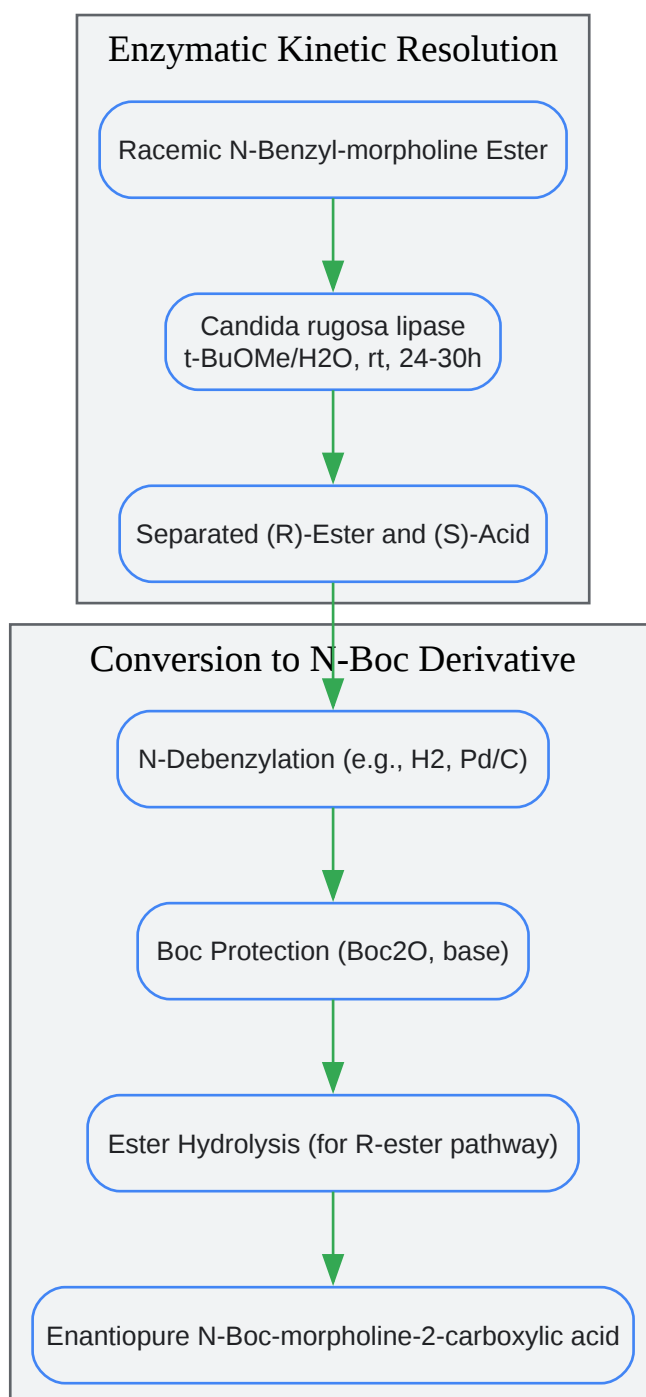 Enzymatic Kinetic Resolution
Racemic N-Benzyl-morpholine Ester
Candida rugosa lipase
t-BuOMe/H2O, rt, 24-30h
Separated (R)-Ester and (S)-Acid
Conversion to N-Boc Derivative
N-Debenzylation (e.g., H2, Pd/C)
Boc Protection (Boc2O, base)
Ester Hydrolysis (for R-ester pathway)
Enantiopure N-Boc-morpholine-2-carboxylic acid